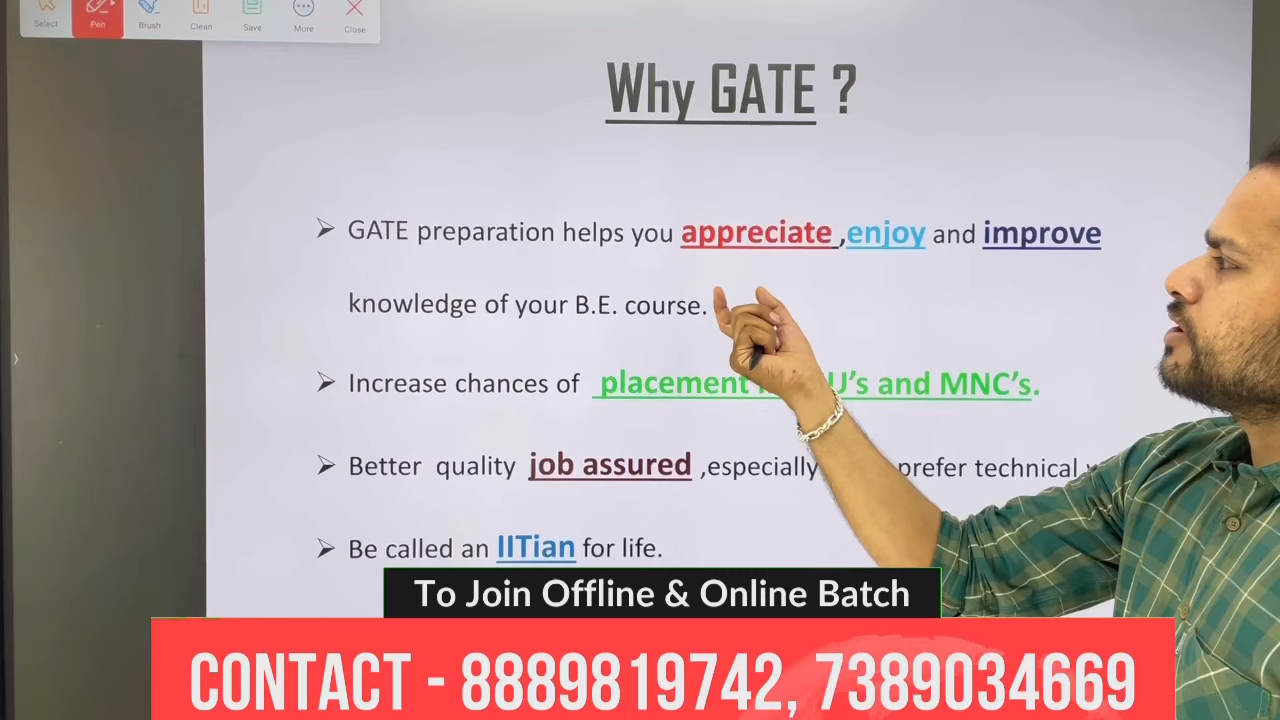 Select Pen Brush Clean Save More Close
Why GATE ?
GATE preparation helps you appreciate ,enjoy and improve
knowledge of your B.E. course.
Increase chances of placement U's and MNC's.
Better quality job assured ,especially prefer technical
Be called an IITian for life.
To Join Offline & Online Batch
CONTACT - 8889819742, 7389034669